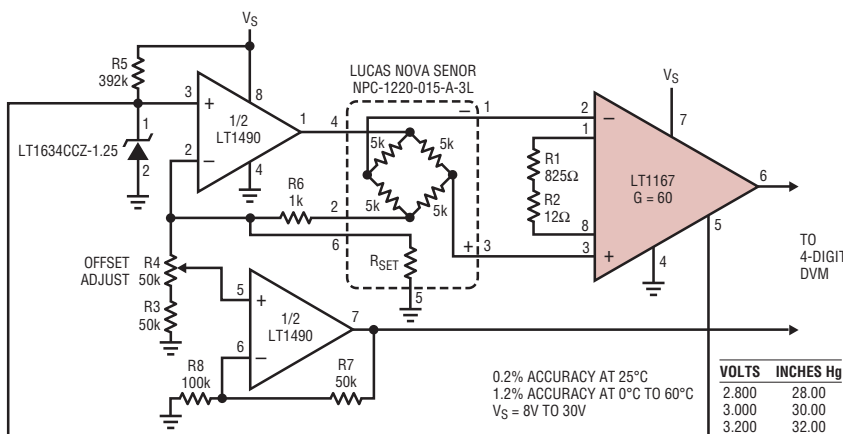 VS
R5
392k
3
+
8
1/2
LT1490
1
2
–
4
1
LT1634CCZ-1.25
2
LUCAS NOVA SENOR
NPC-1220-015-A-3L
4
– 1
5k
5k
5k
5k
R6
1k
2
6
+ 3
RSET
5
VS
2
–
7
1
R1
825Ω
R2
12Ω
LT1167
G = 60
6
8
3
+
5
4
TO
4-DIGIT
DVM
OFFSET
ADJUST
R4
50k
R3
50k
5
+
1/2
LT1490
7
6
–
R8
100k
R7
50k
0.2% ACCURACY AT 25°C
1.2% ACCURACY AT 0°C TO 60°C
VS = 8V TO 30V
VOLTS INCHES Hg
2.800 28.00
3.000 30.00
3.200 32.00